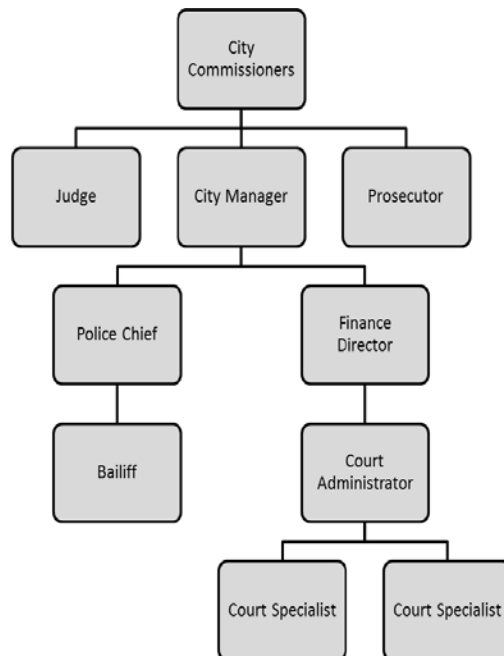 City
Commissioners
Judge
City Manager
Prosecutor
Police Chief
Finance
Director
Bailiff
Court
Administrator
Court Specialist
Court Specialist